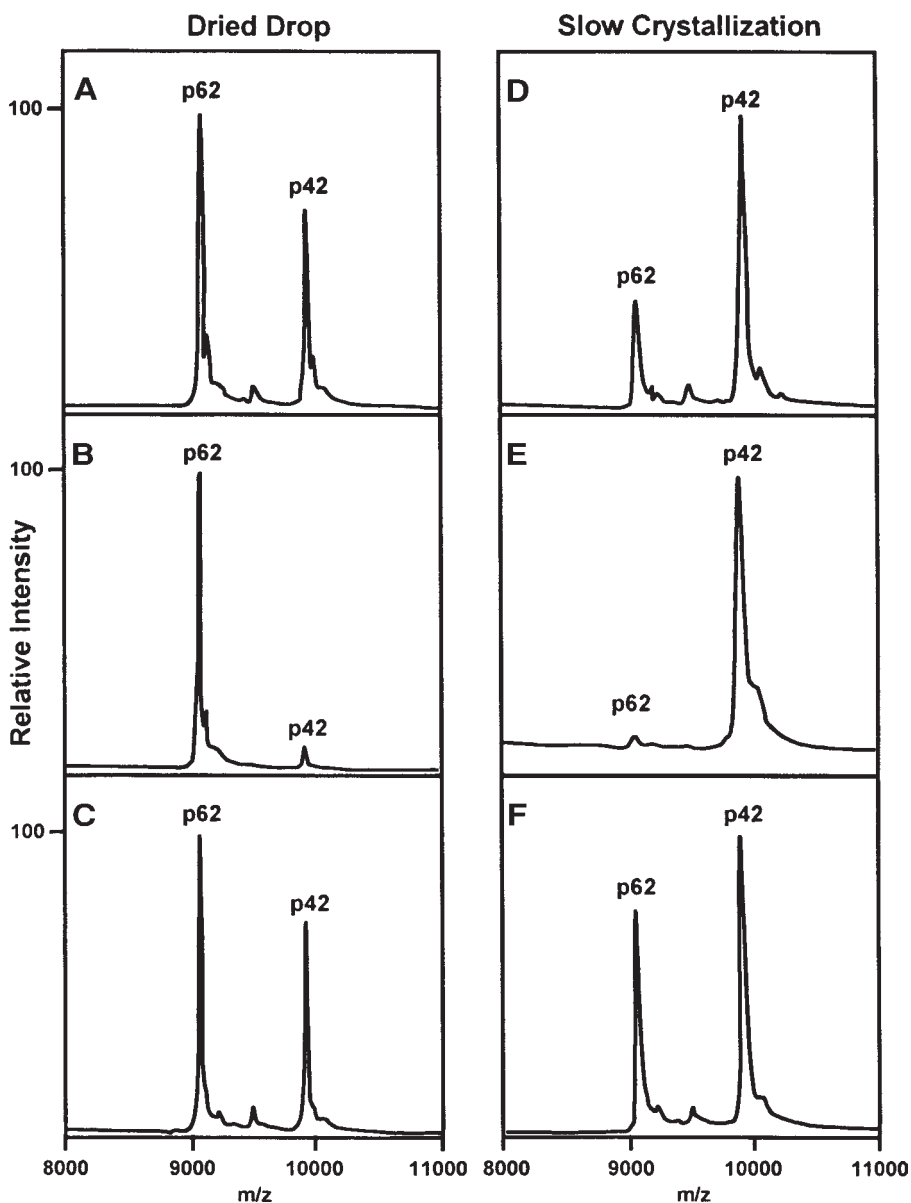 Dried Drop
Slow Crystallization
A
p62
p42
100
D
p42
p62
B
p62
p42
100
E
p42
p62
C
p62
p42
100
F
p42
p62
Relative Intensity
8000 9000 10000 11000
m/z
8000 9000 10000 11000
m/z